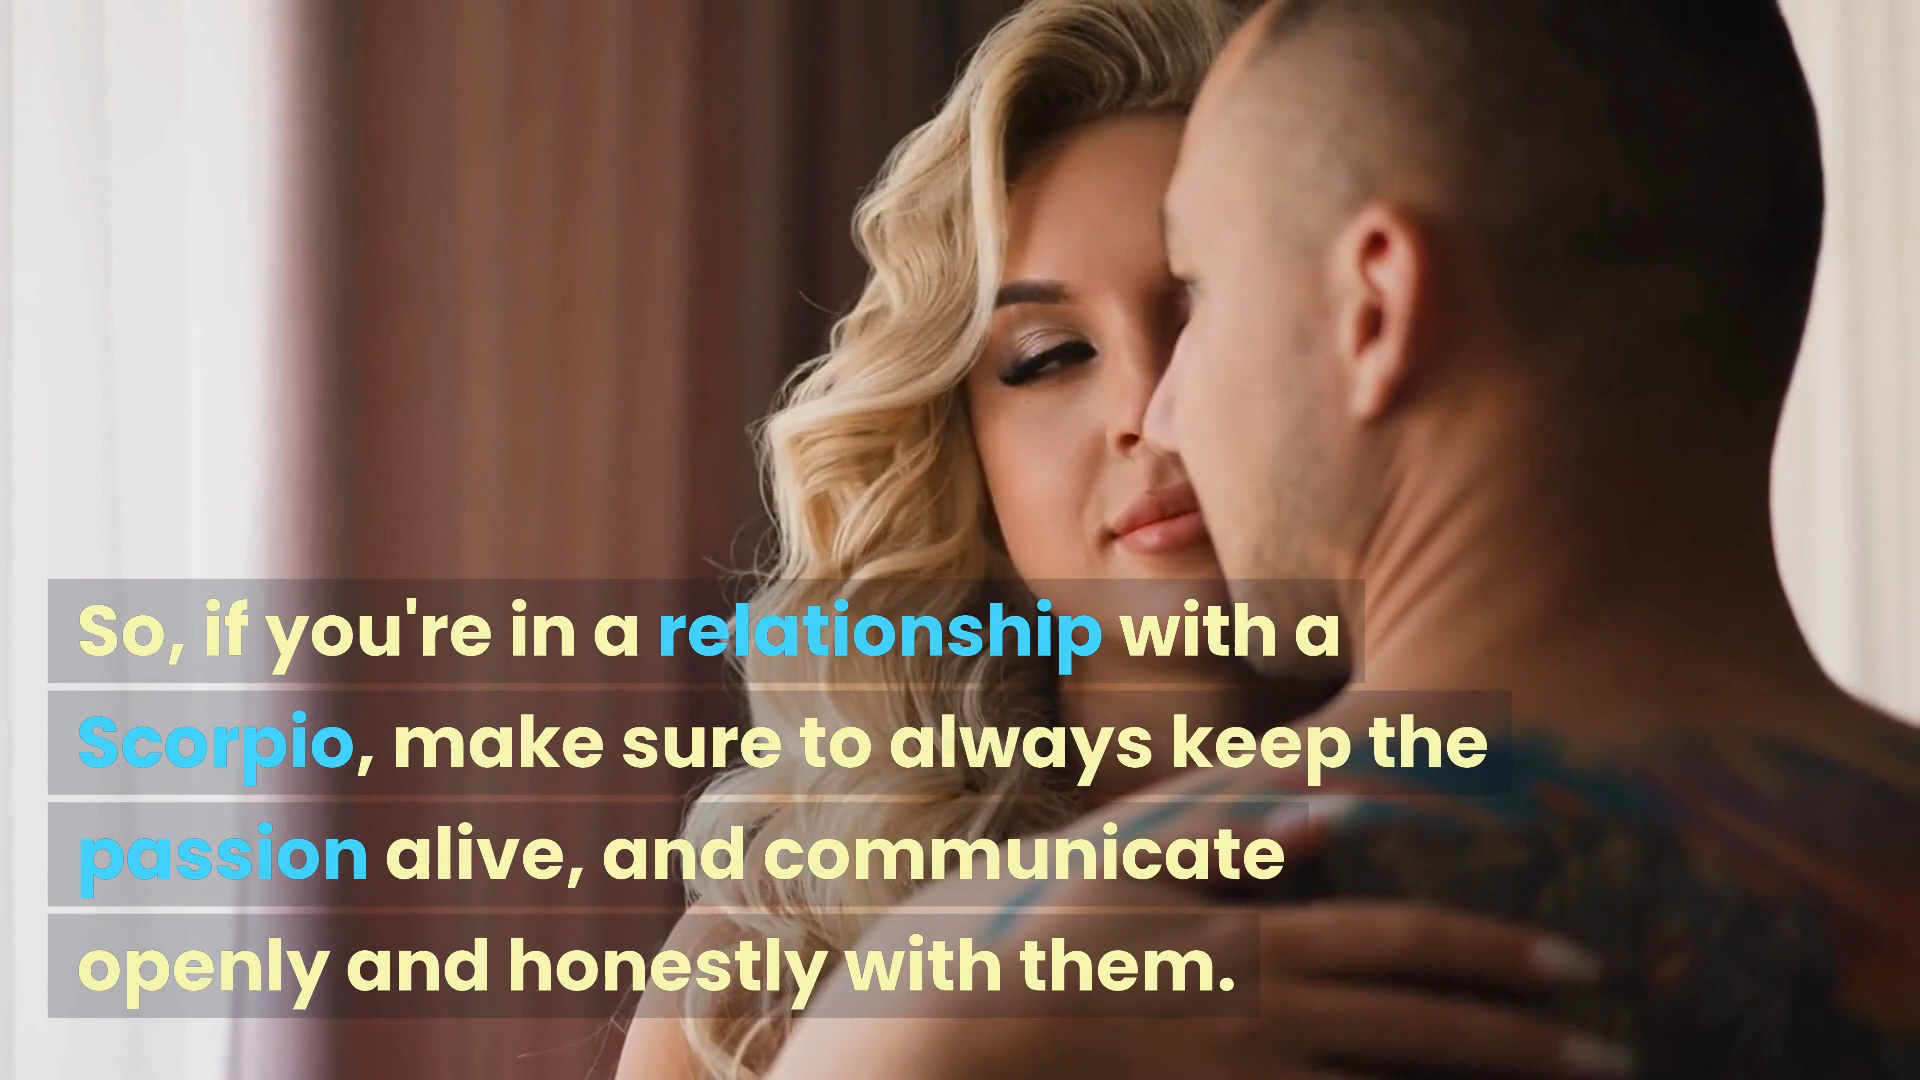 So, if you're in a relationship with a
Scorpio, make sure to always keep the
passion alive, and communicate
openly and honestly with them.